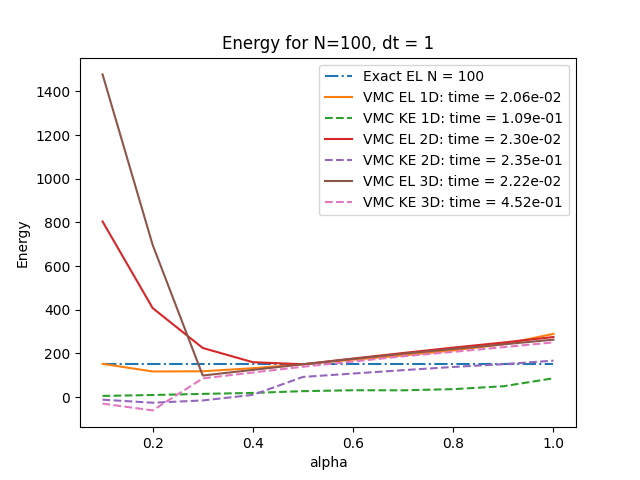 Energy for N=100, dt = 1
Exact EL N = 100
VMC EL 1D: time = 2.06e-02
VMC KE 1D: time = 1.09e-01
VMC EL 2D: time = 2.30e-02
VMC KE 2D: time = 2.35e-01
VMC EL 3D: time = 2.22e-02
VMC KE 3D: time = 4.52e-01
Energy
1400
1200
1000
800
600
400
200
0
0.2 0.4 0.6 0.8 1.0
alpha